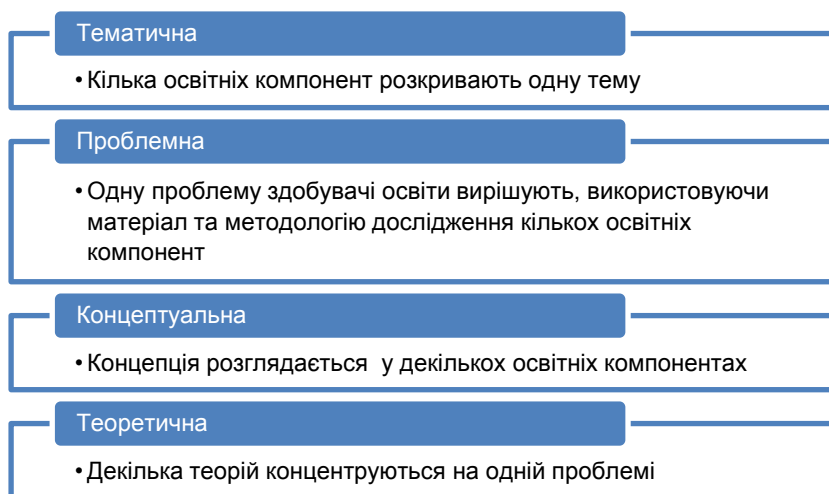 Тематична
• Кілька освітніх компонент розкривають одну тему
Проблемна
• Одну проблему здобувачі освіти вирішують, використовуючи
матеріал та методологію дослідження кількох освітніх
компонент
Концептуальна
• Концепція розглядається у декількох освітніх компонентах
Теоретична
• Декілька теорій концентруються на одній проблемі